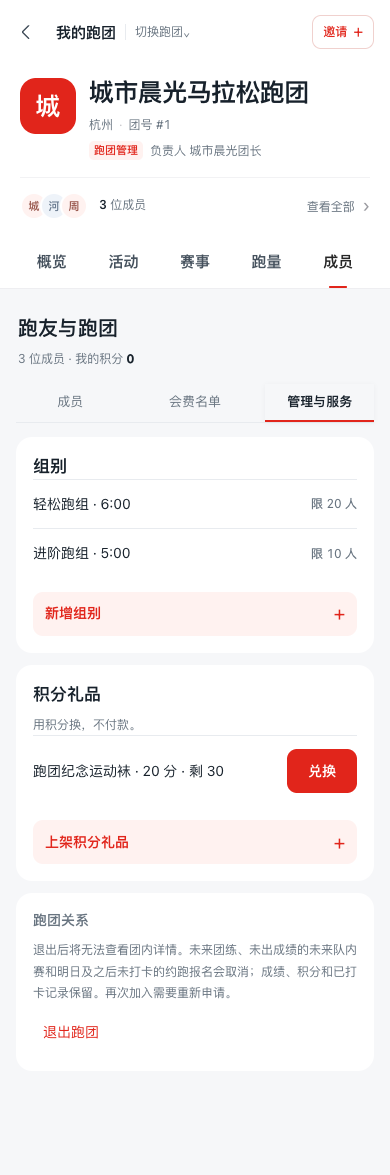 我的跑团 切换跑团
邀请 +
城
城市晨光马拉松跑团
杭州 · 团号 #1
跑团管理 负责人 城市晨光团长
城 河 周 3 位成员 查看全部
概览 活动 赛事 跑量 成员
跑友与跑团
3 位成员 · 我的积分 0
成员 会费名单 管理与服务
组别
轻松跑组 · 6:00 限 20 人
进阶跑组 · 5:00 限 10 人
新增组别 +
积分礼品
用积分换，不付款。
跑团纪念运动袜 · 20 分 · 剩 30 兑换
上架积分礼品 +
跑团关系
退出后将无法查看团内详情。未来团练、未出成绩的未来队内
赛和明日及之后未打卡的约跑报名会取消；成绩、积分和已打
卡记录保留。再次加入需要重新申请。
退出跑团